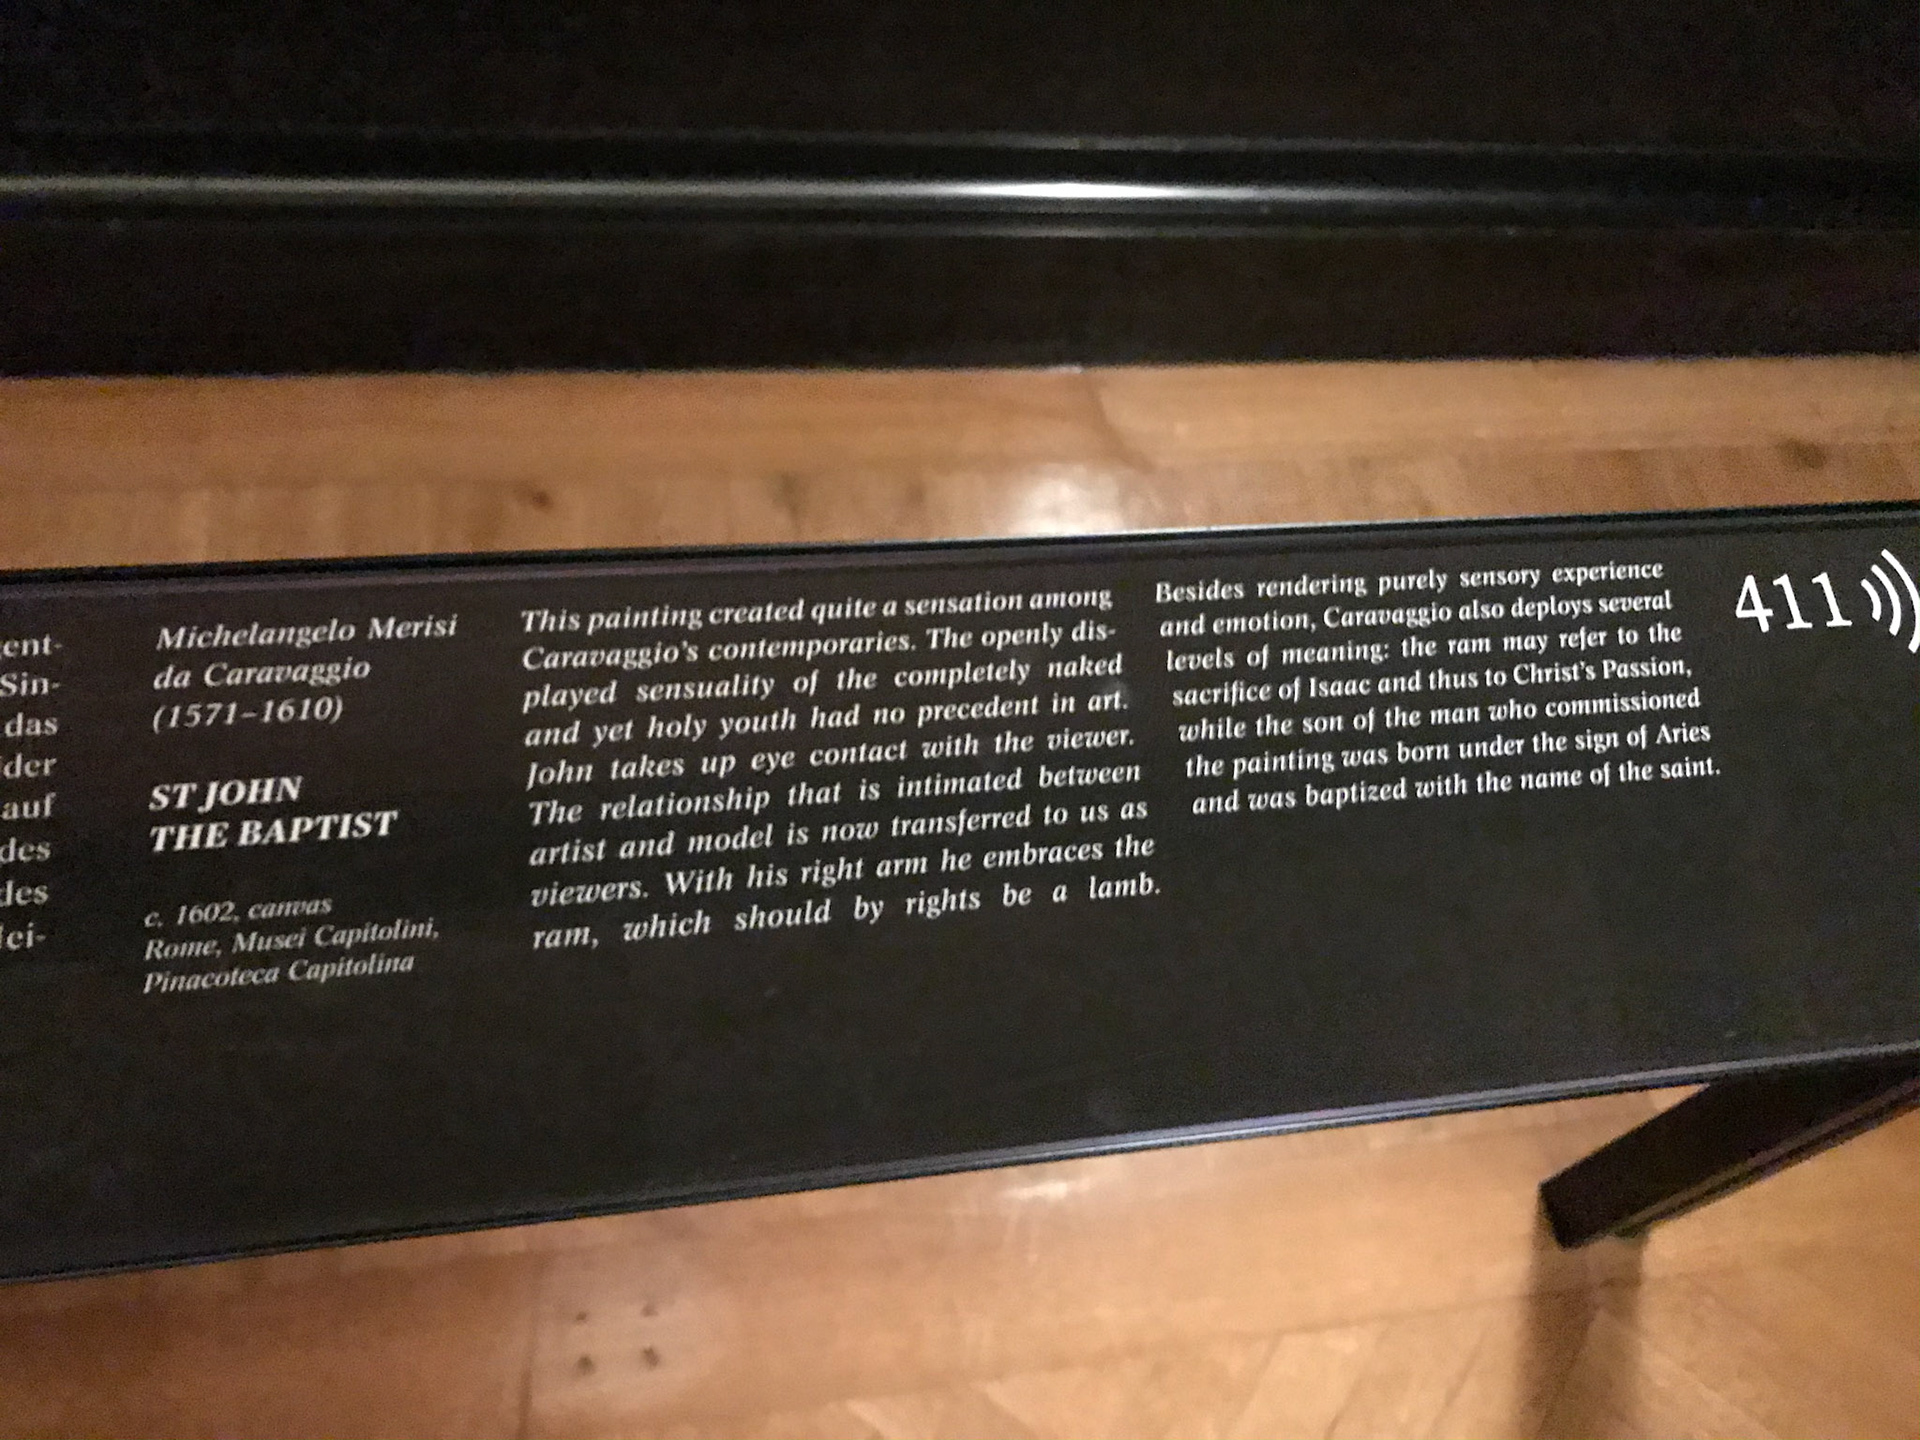 ent-
Sin-
das
der
auf
des
des
lei-
Michelangelo Merisi
da Caravaggio
(1571–1610)
ST JOHN
THE BAPTIST
c. 1602, canvas
Rome, Musei Capitolini,
Pinacoteca Capitolina
This painting created quite a sensation among
Caravaggio's contemporaries. The openly dis-
played sensuality of the completely naked
and yet holy youth had no precedent in art.
John takes up eye contact with the viewer.
The relationship that is intimated between
artist and model is now transferred to us as
viewers. With his right arm he embraces the
ram, which should by rights be a lamb.
Besides rendering purely sensory experience
and emotion, Caravaggio also deploys several
levels of meaning: the ram may refer to the
sacrifice of Isaac and thus to Christ's Passion,
while the son of the man who commissioned
the painting was born under the sign of Aries
and was baptized with the name of the saint.
411